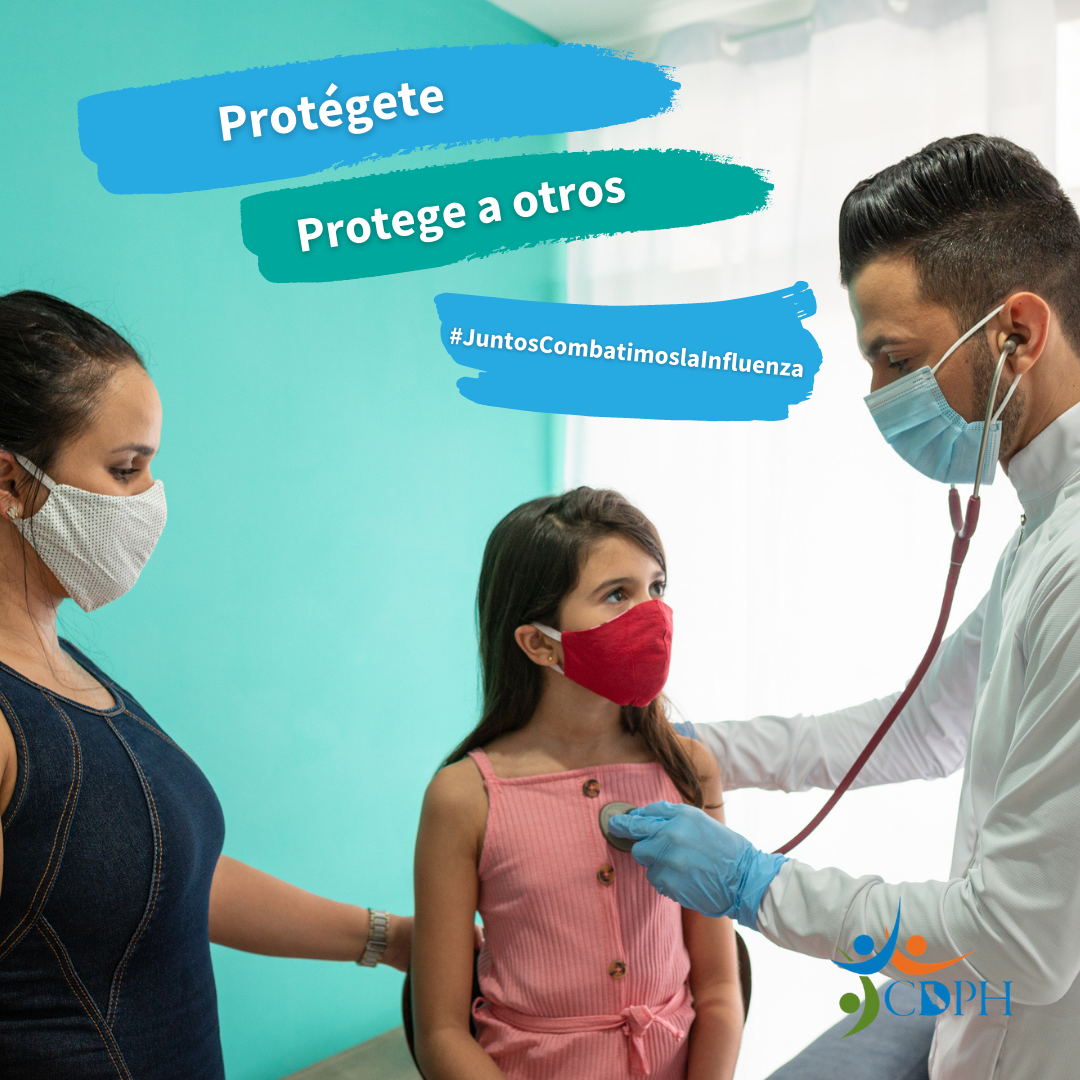 Protégete
Protege a otros
#JuntosCombatimoslaInfluenza
CDPH